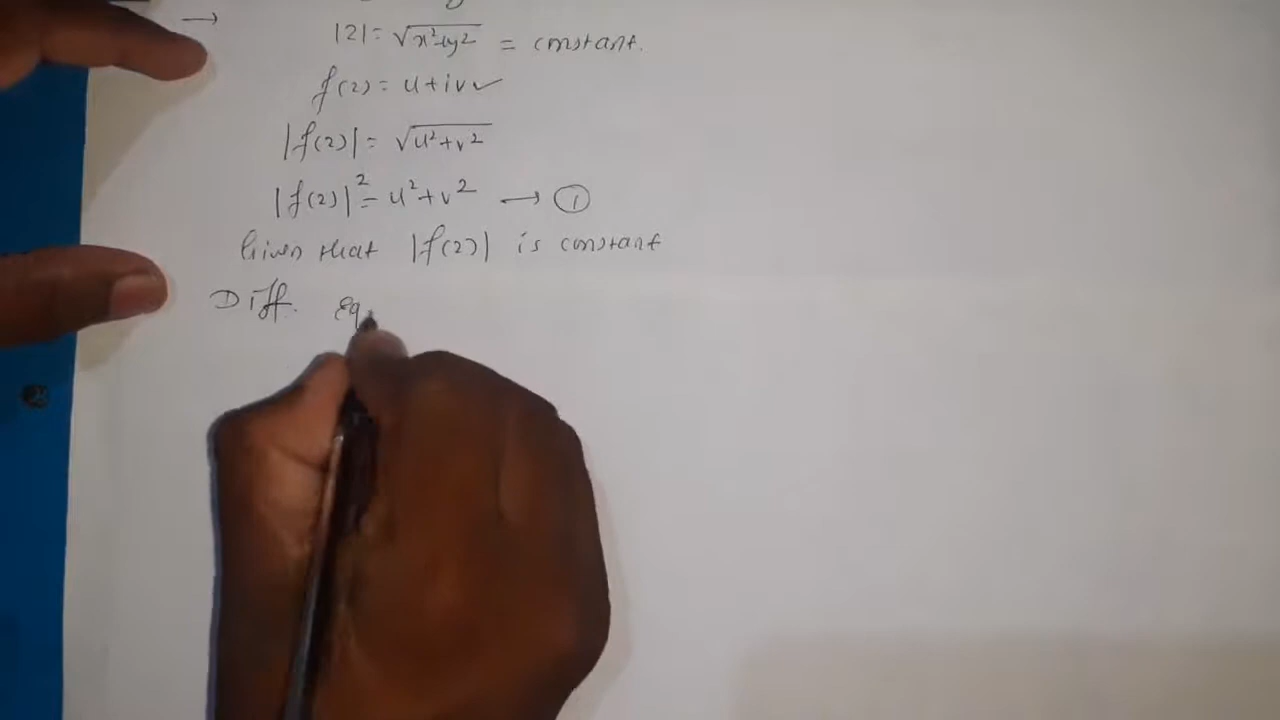 → |z| = √x²+y² = constant.
f(z) = u+iv ✓
|f(z)| = √u²+v²
|f(z)|² = u²+v² → ①
Given that |f(z)| is constant
Diff. Eq